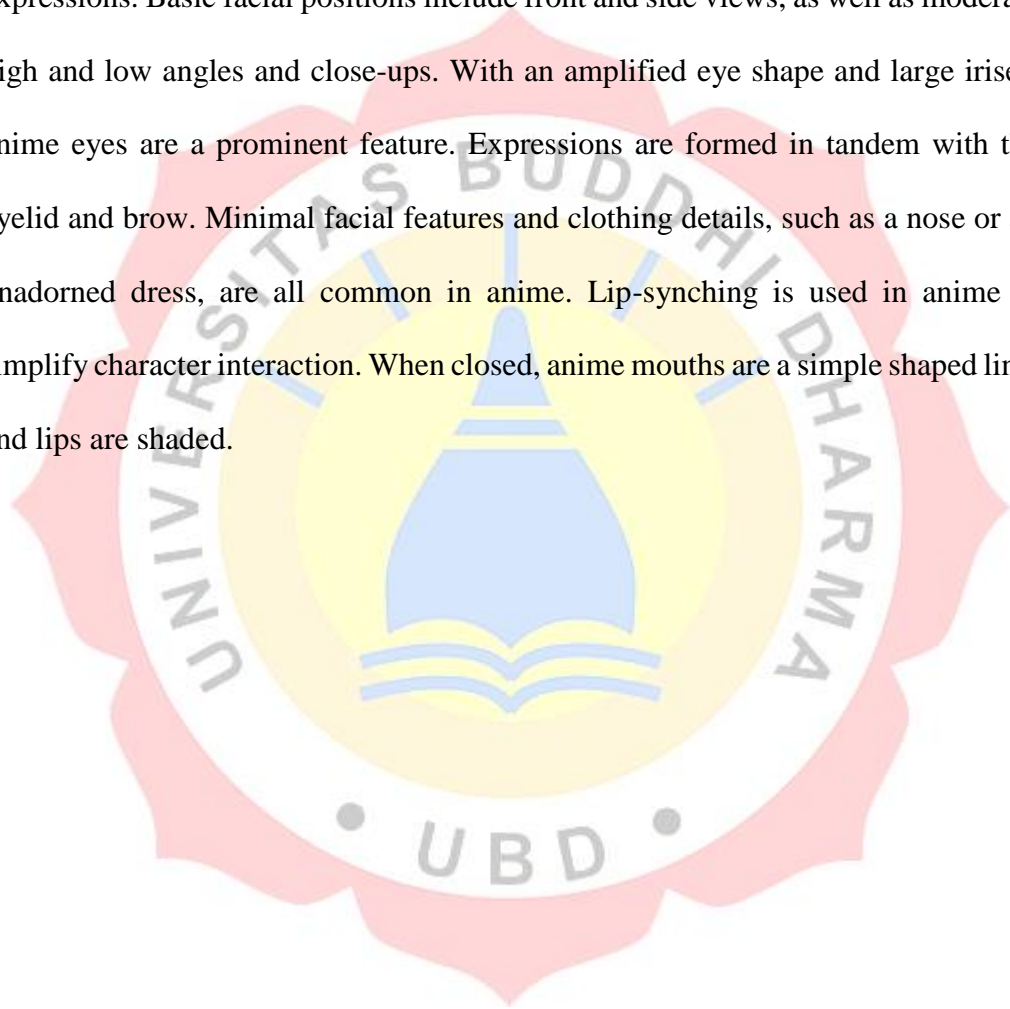 xpressions. Basic facial positions include front and side views, as well as modera
igh and low angles and close-ups. With an amplified eye shape and large irise
nime eyes are a prominent feature. Expressions are formed in tandem with t
yelid and brow. Minimal facial features and clothing details, such as a nose or
nadorned dress, are all common in anime. Lip-synching is used in anime
implify character interaction. When closed, anime mouths are a simple shaped lin
nd lips are shaded.
UNIVERSITAS BUDDHI DHARMA
• UBD •